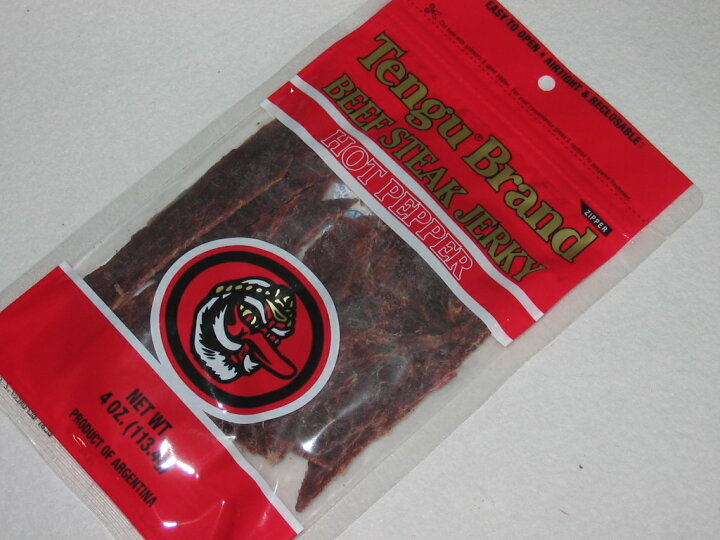 EASY TO OPEN • AIRTIGHT & RECLOSABLE
Tengu® Brand
BEEF STEAK JERKY
ZIPPER
HOT PEPPER
NET WT.
4 OZ. (113.4g)
PRODUCT OF ARGENTINA